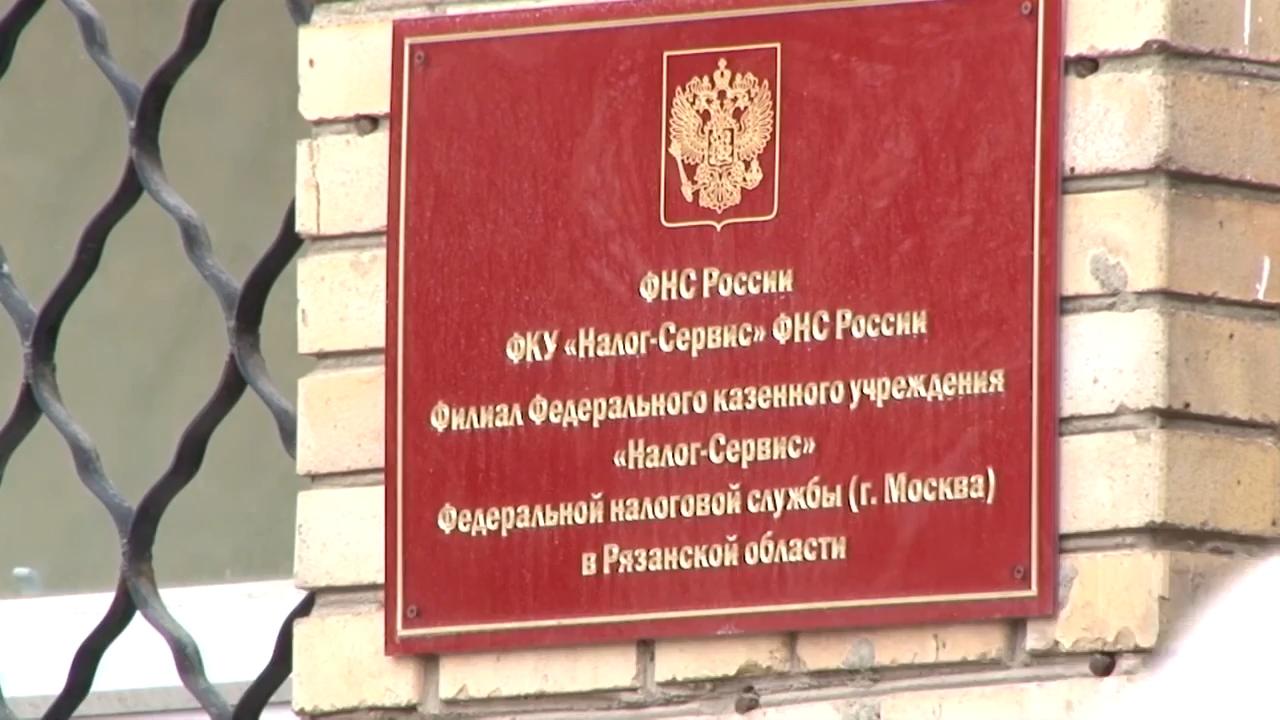 ФНС России
ФКУ «Налог-Сервис» ФНС России
Филиал Федерального казенного учреждения
«Налог-Сервис»
Федеральной налоговой службы (г. Москва)
в Рязанской области